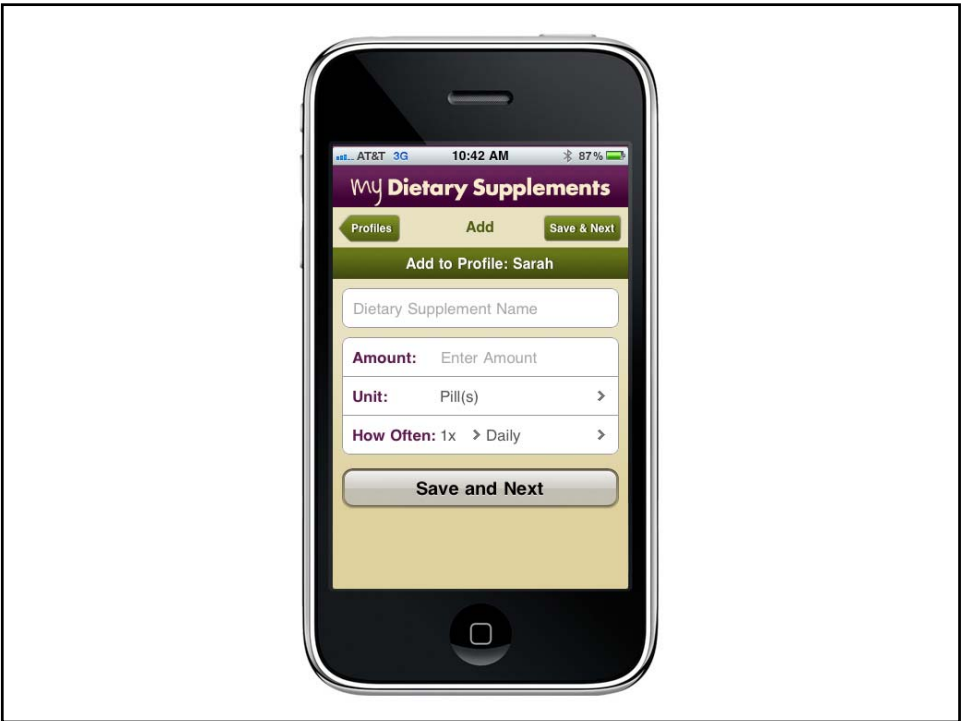 AT&T 3G 10:42 AM 87%
my Dietary Supplements
Profiles Add Save & Next
Add to Profile: Sarah
Dietary Supplement Name
Amount: Enter Amount
Unit: Pill(s)
How Often: 1x Daily
Save and Next